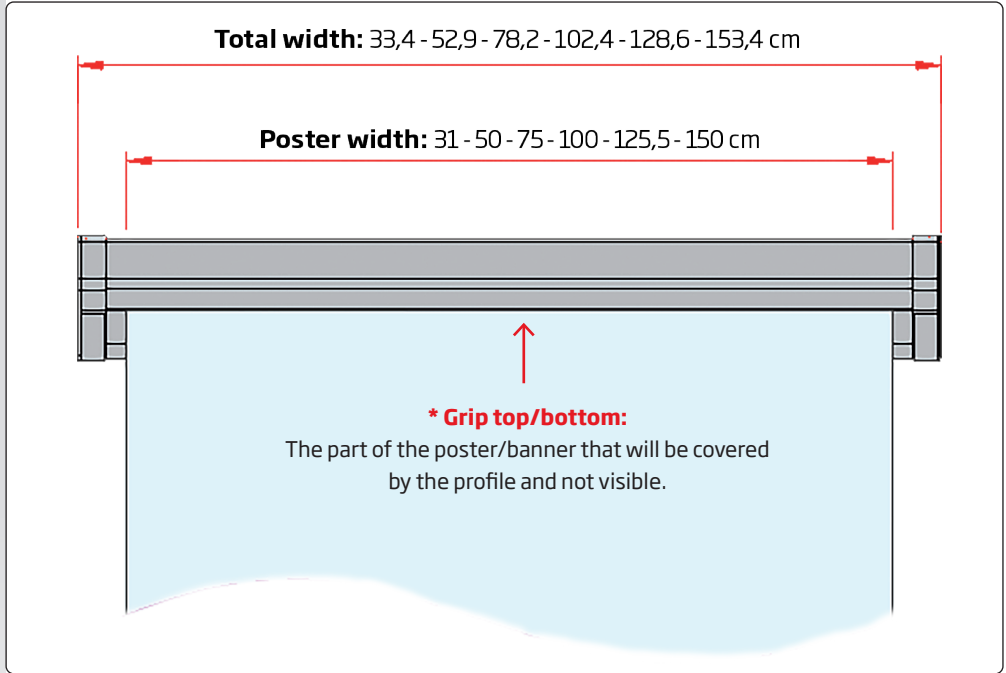 Total width: 33,4 - 52,9 - 78,2 - 102,4 - 128,6 - 153,4 cm
Poster width: 31 - 50 - 75 - 100 - 125,5 - 150 cm
* Grip top/bottom:
The part of the poster/banner that will be covered
by the profile and not visible.